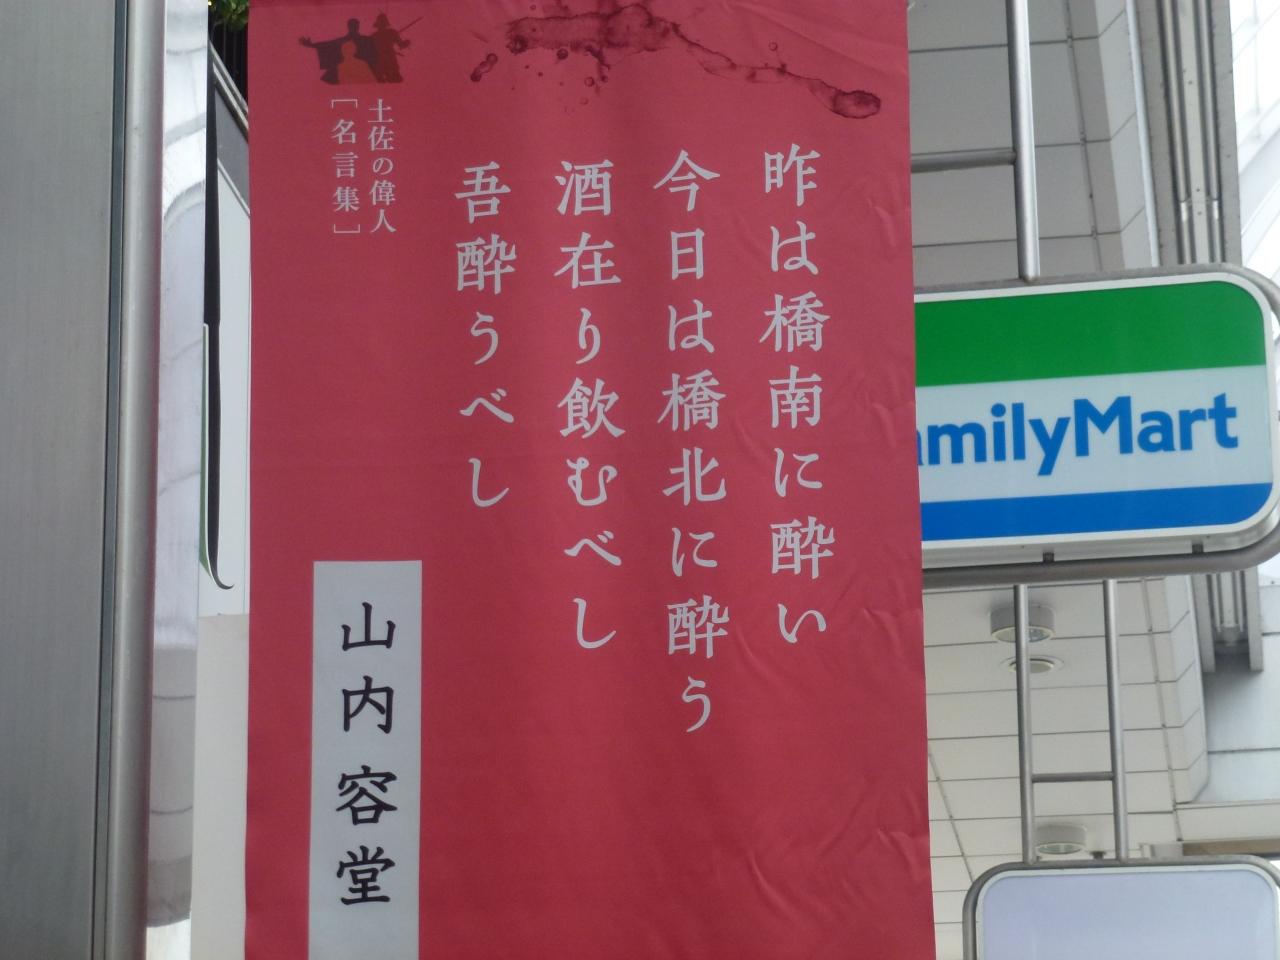 昨は橋南に酔い
今日は橋北に酔う
酒在り飲むべし
吾酔うべし
土佐の偉人
［名言集］
山内容堂
amilyMart